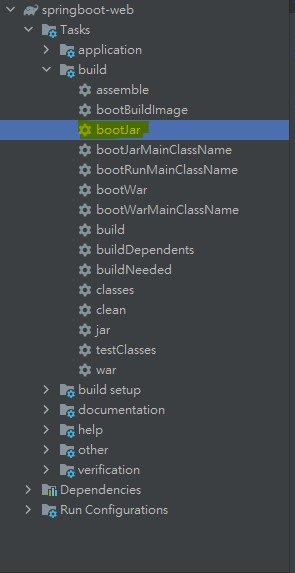 springboot-web
Tasks
application
build
assemble
bootBuildImage
bootJar
bootJarMainClassName
bootRunMainClassName
bootWar
bootWarMainClassName
build
buildDependents
buildNeeded
classes
clean
jar
testClasses
war
build setup
documentation
help
other
verification
Dependencies
Run Configurations